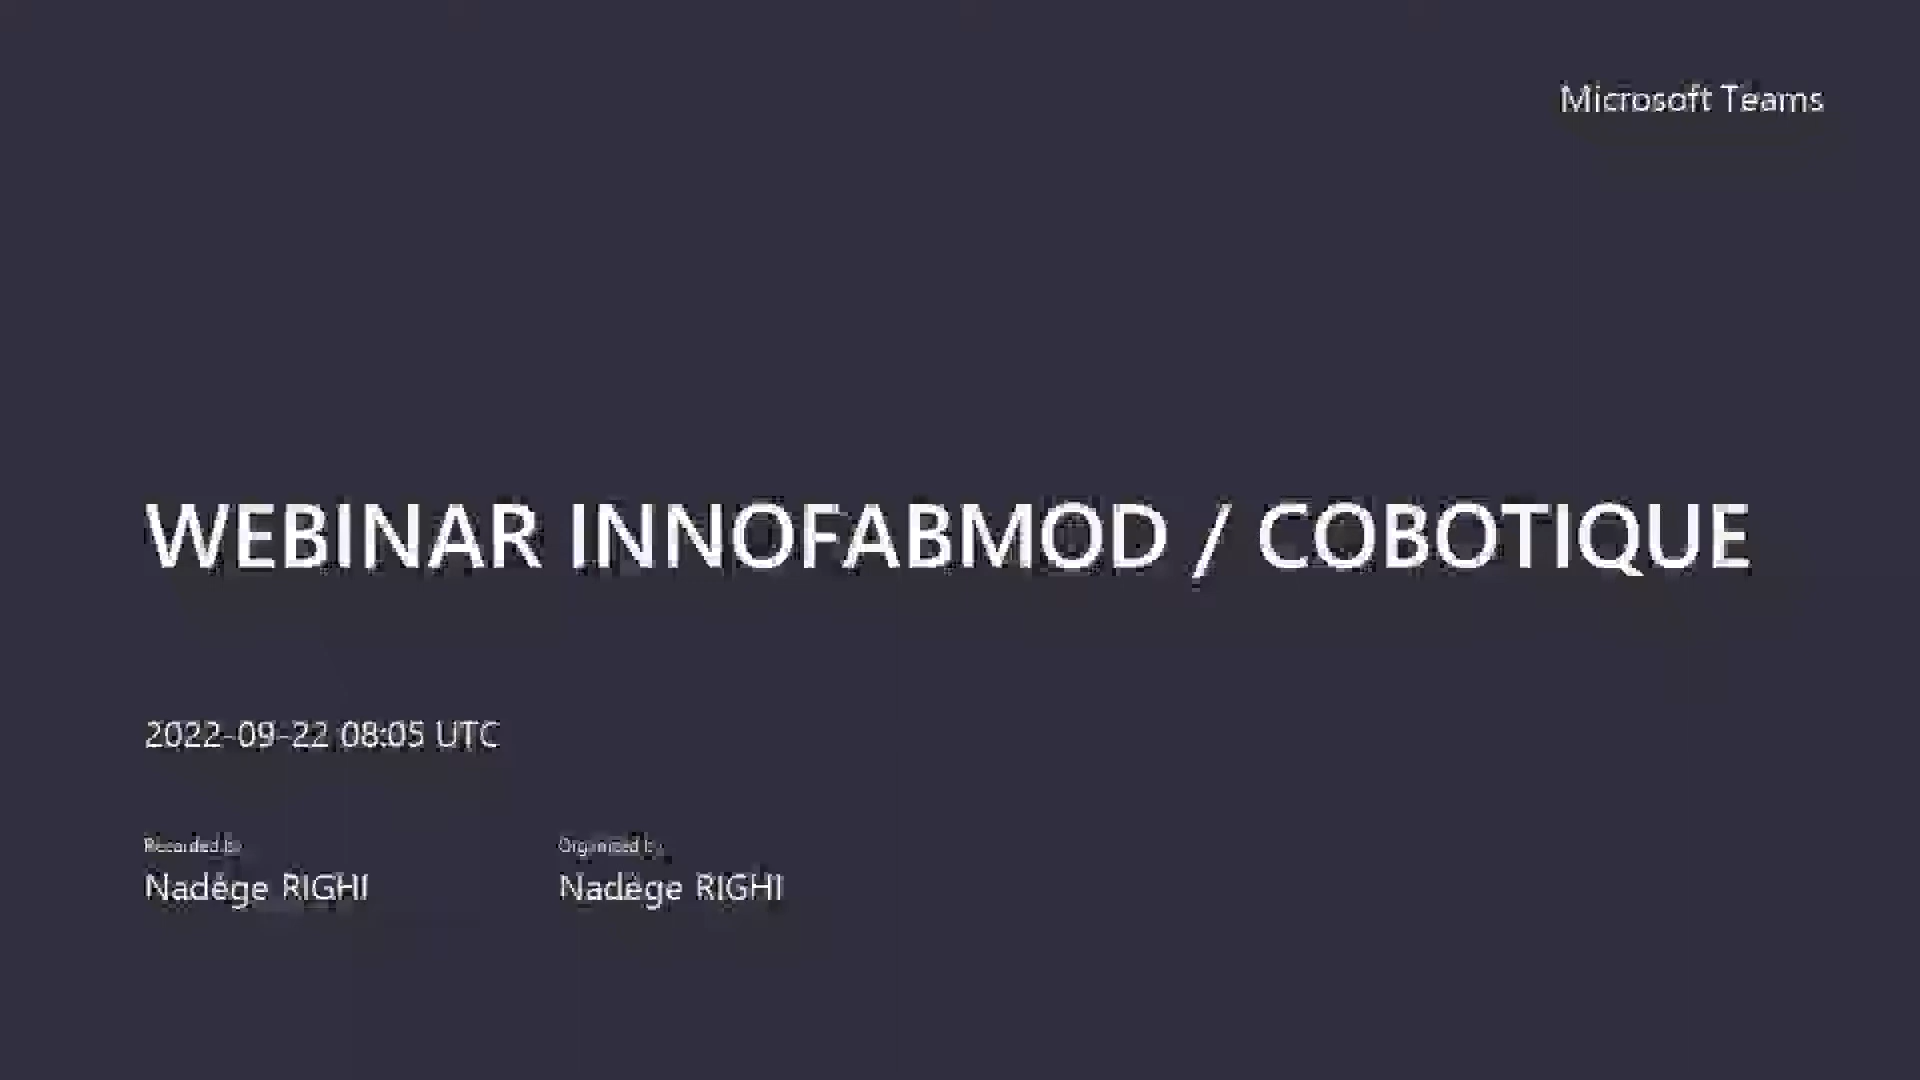 Microsoft Teams
WEBINAR INNOFABMOD / COBOTIQUE
2022-09-22 08:05 UTC
Recorded by
Organized by
Nadège RIGHI
Nadège RIGHI